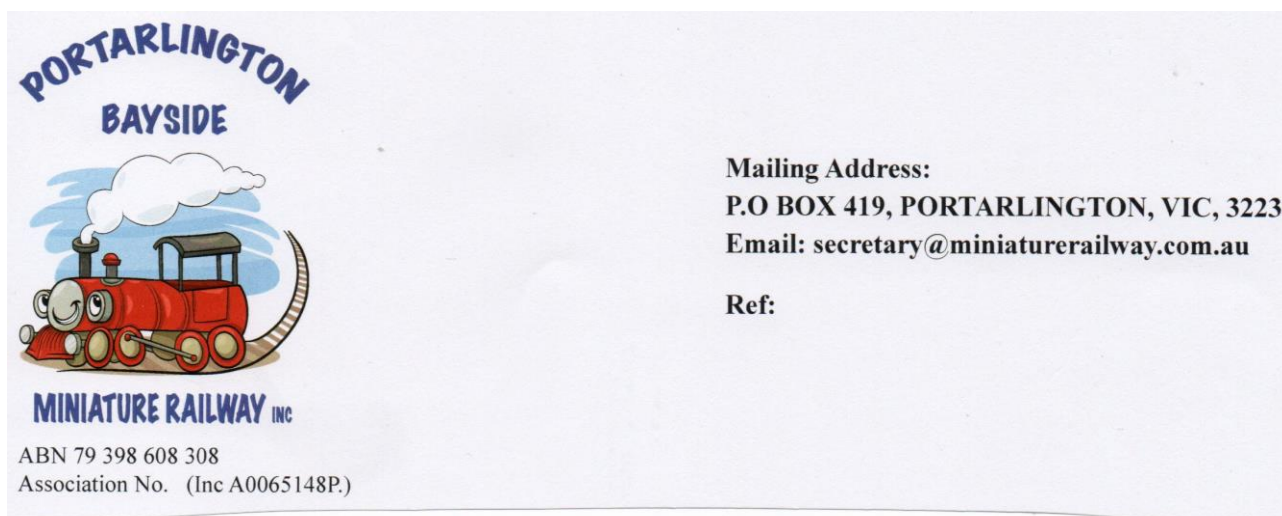 PORTARLINGTON
BAYSIDE
MINIATURE RAILWAY INC
ABN 79 398 608 308
Association No. (Inc A0065148P.)
Mailing Address:
P.O BOX 419, PORTARLINGTON, VIC, 3223
Email: secretary@miniaturerailway.com.au
Ref: